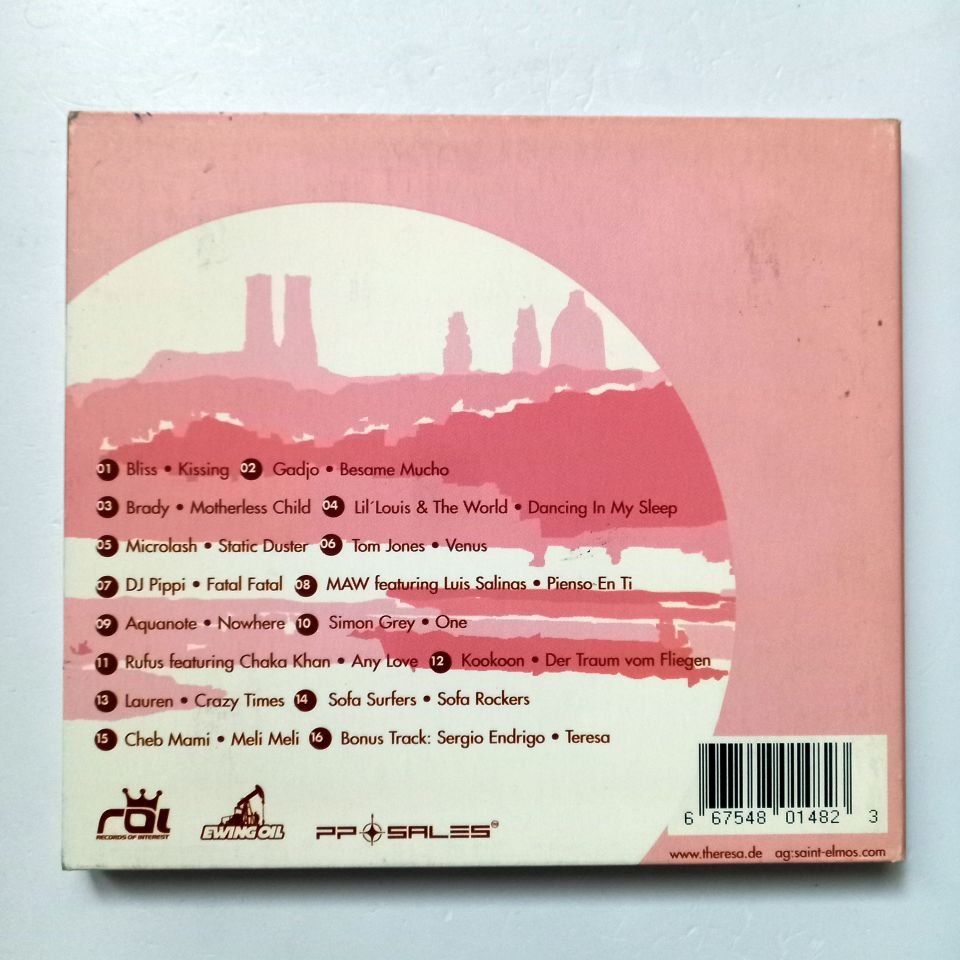 01 Bliss • Kissing 02 Gadjo • Besame Mucho
03 Brady • Motherless Child 04 Lil´Louis & The World • Dancing In My Sleep
05 Microlash • Static Duster 06 Tom Jones • Venus
07 DJ Pippi • Fatal Fatal 08 MAW featuring Luis Salinas • Pienso En Ti
09 Aquanote • Nowhere 10 Simon Grey • One
11 Rufus featuring Chaka Khan • Any Love 12 Kookoon • Der Traum vom Fliegen
13 Lauren • Crazy Times 14 Sofa Surfers • Sofa Rockers
15 Cheb Mami • Meli Meli 16 Bonus Track: Sergio Endrigo • Teresa
roi
RECORDS OF INTEREST
EWING OIL
PP SALES
6 67548 01482 3
www.theresa.de ag:saint-elmos.com